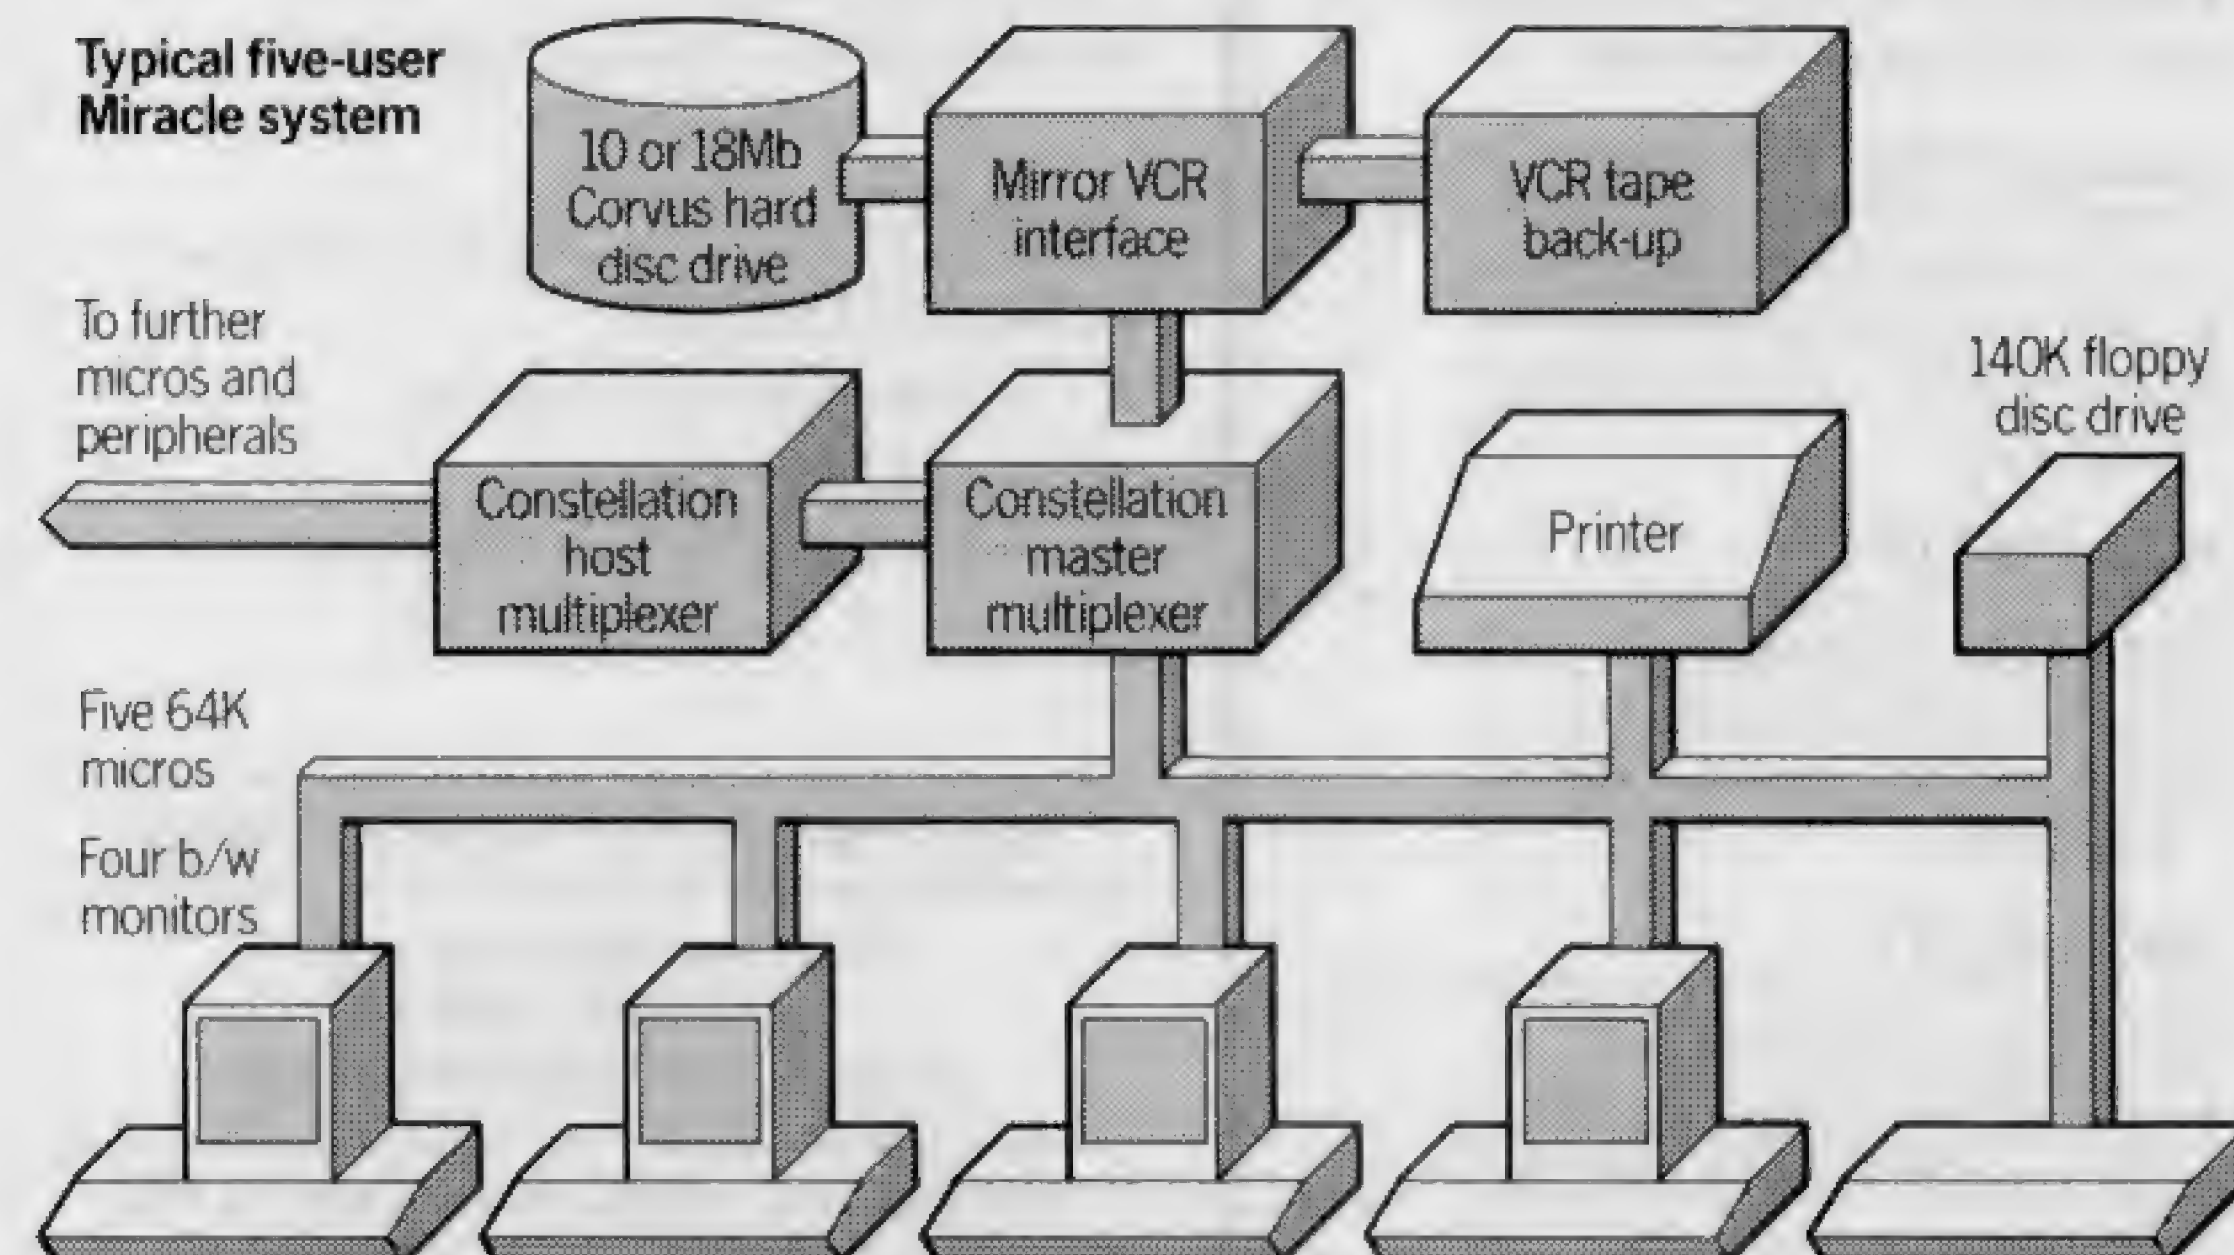 Typical five-user
Miracle system
10 or 18Mb
Corvus hard
disc drive
Mirror VCR
interface
VCR tape
back-up
To further
micros and
peripherals
140K floppy
disc drive
Constellation
host
multiplexer
Constellation
master
multiplexer
Printer
Five 64K
micros
Four b/w
monitors